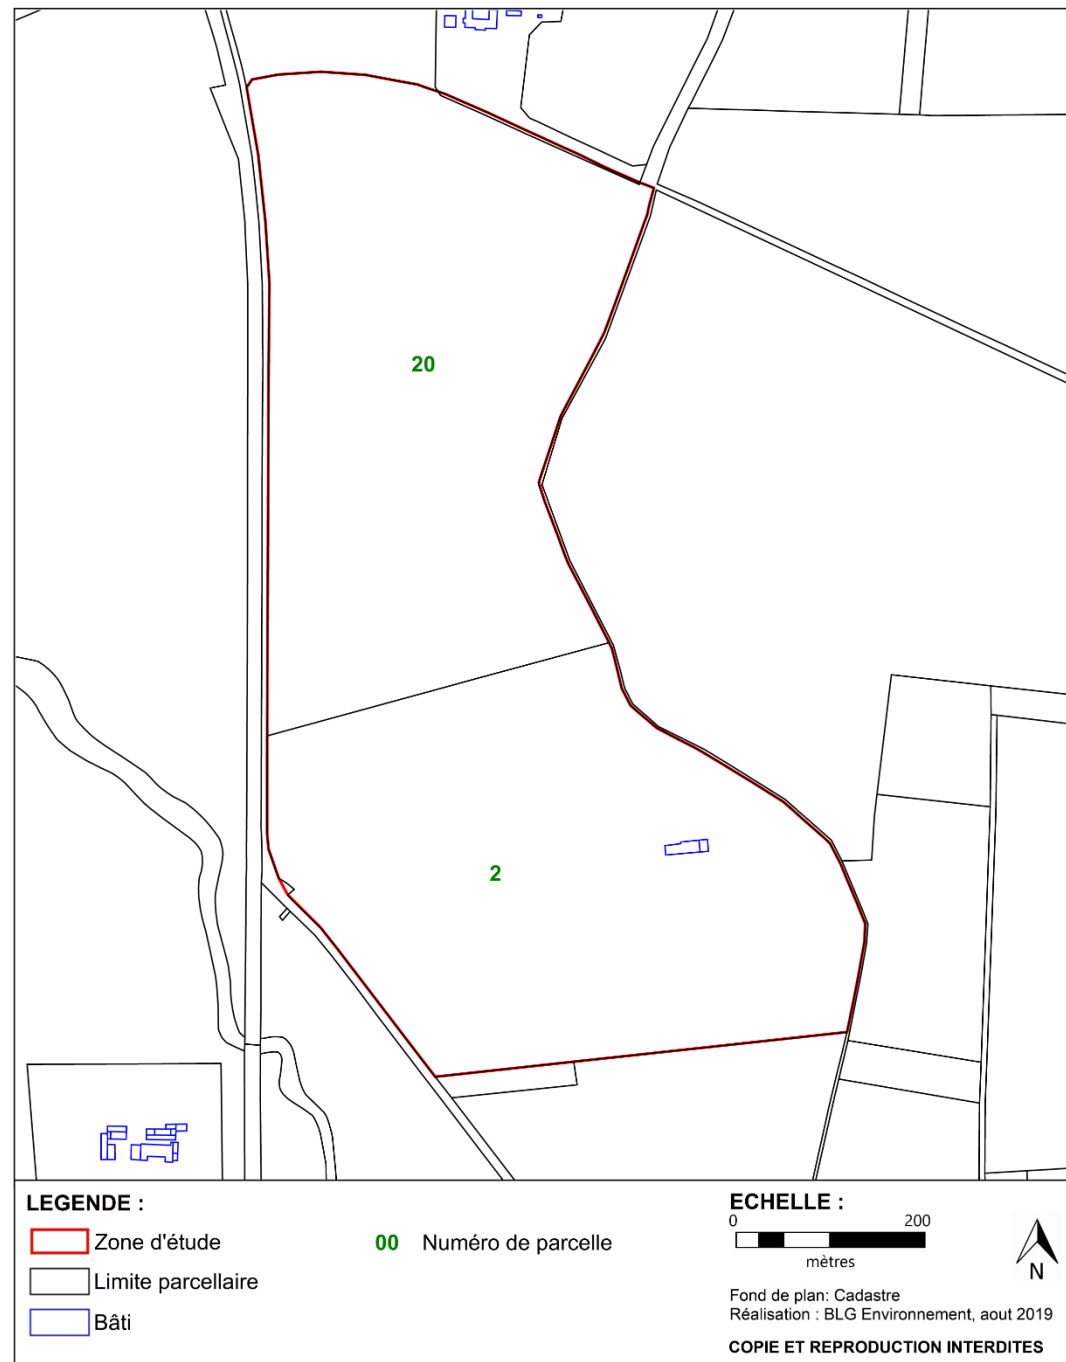 20
2
LEGENDE :
Zone d'étude
Limite parcellaire
Bâti
00 Numéro de parcelle
ECHELLE :
0 200
mètres
N
Fond de plan: Cadastre
Réalisation : BLG Environnement, aout 2019
COPIE ET REPRODUCTION INTERDITES